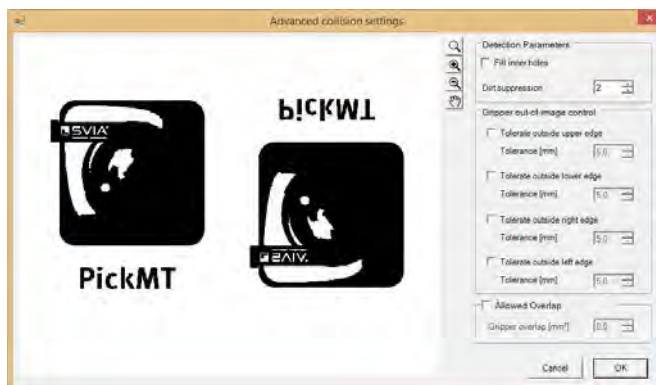 Advanced collision settings
x
SVIA
PickMT
PickMT
SVIA
Detection Parameters
Fill inner holes
Dirt suppression 2
Gripper out-of-image control
Tolerate outside upper edge
Tolerance [mm] 5.0
Tolerate outside lower edge
Tolerance [mm] 5.0
Tolerate outside right edge
Tolerance [mm] 5.0
Tolerate outside left edge
Tolerance [mm] 5.0
Allowed Overlap
Gripper overlap [mm²] 0.0
Cancel OK